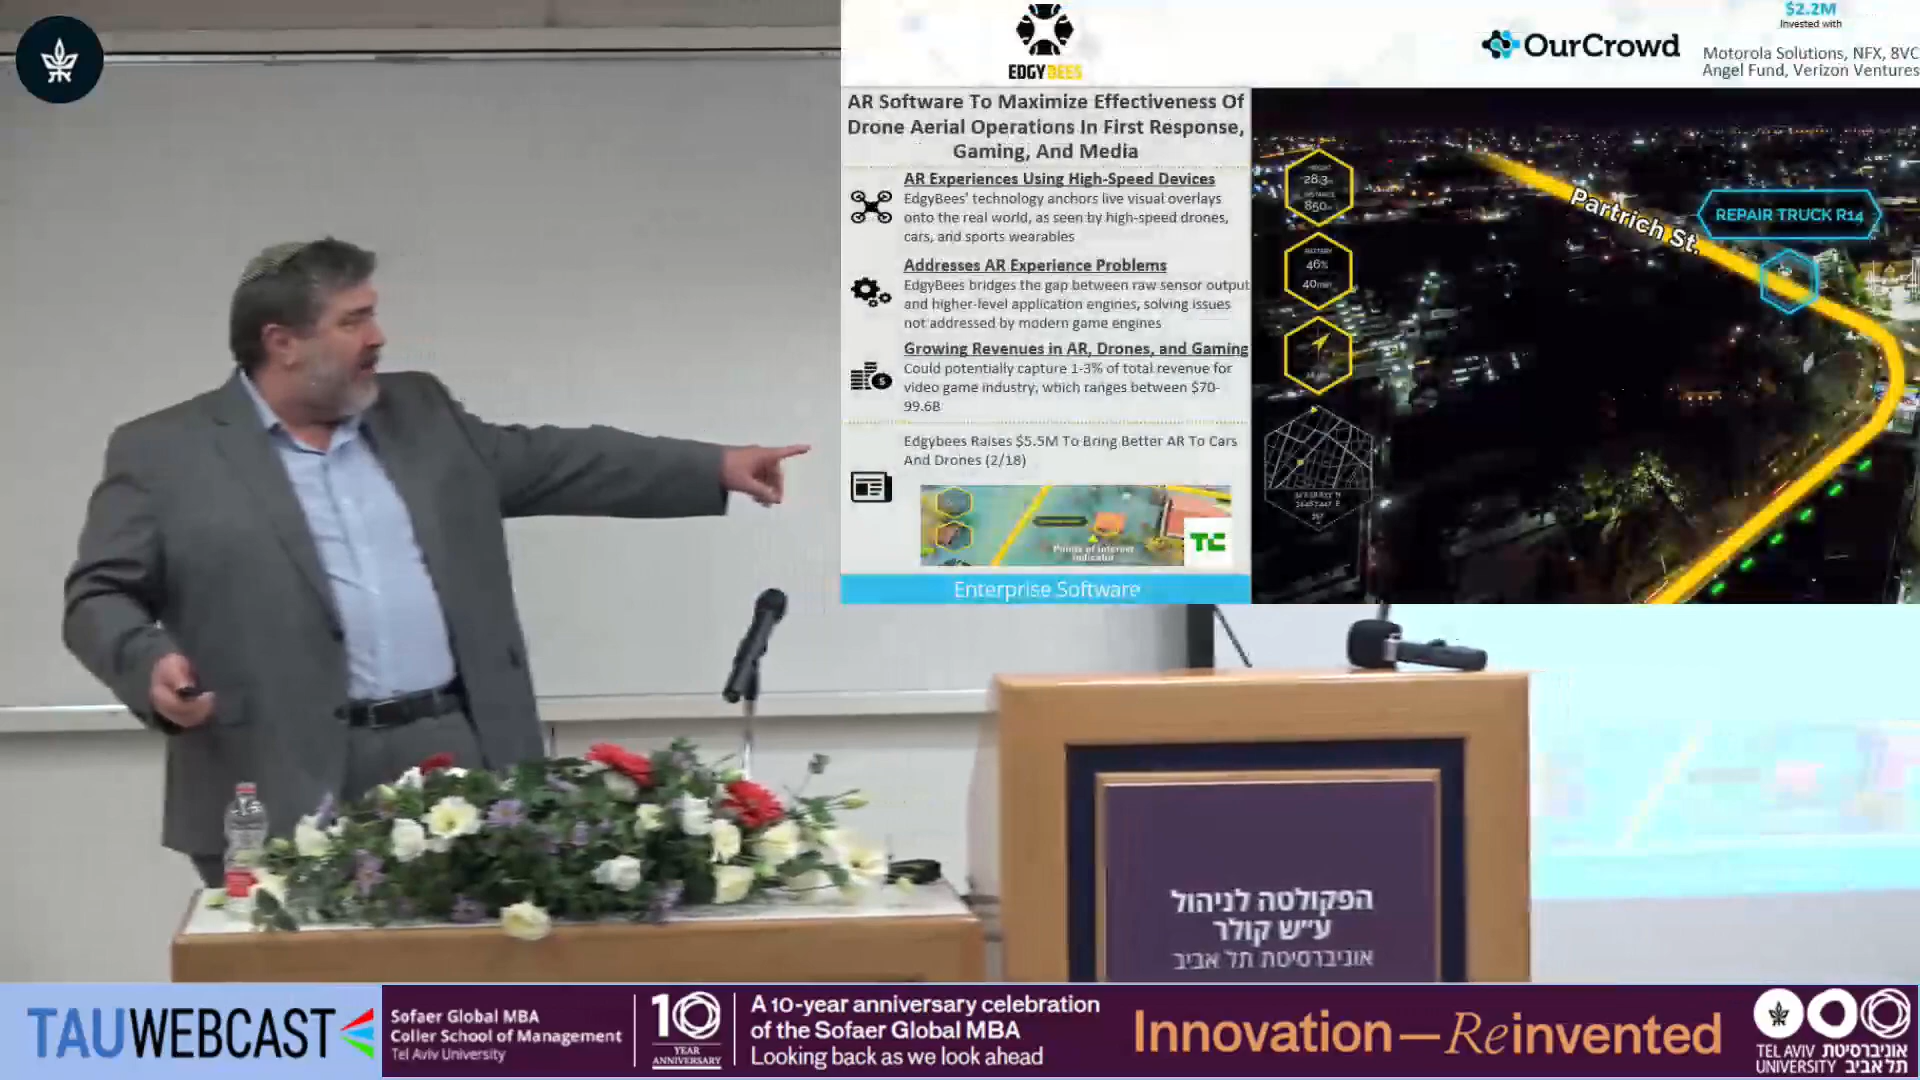 EDGYBEES
OurCrowd
$2.2M
Invested with
Motorola Solutions, NFX, 8VC
Angel Fund, Verizon Ventures
AR Software To Maximize Effectiveness Of
Drone Aerial Operations In First Response,
Gaming, And Media
AR Experiences Using High-Speed Devices
EdgyBees' technology anchors live visual overlays
onto the real world, as seen by high-speed drones,
cars, and sports wearables
Addresses AR Experience Problems
EdgyBees bridges the gap between raw sensor output
and higher-level application engines, solving issues
not addressed by modern game engines
Growing Revenues in AR, Drones, and Gaming
Could potentially capture 1-3% of total revenue for
video game industry, which ranges between $70-
99.6B
Edgybees Raises $5.5M To Bring Better AR To Cars
And Drones (2/18)
Points of interest
indicator
TC
Enterprise Software
28.3
850
46%
40min
Partrich St.
REPAIR TRUCK R14
הפקולטה לניהול
ע״ש קולר
אוניברסיטת תל אביב
TAUWEBCAST
Sofaer Global MBA
Coller School of Management
Tel Aviv University
10
YEAR
ANNIVERSARY
A 10-year anniversary celebration
of the Sofaer Global MBA
Looking back as we look ahead
Innovation—Reinvented
TEL AVIV אוניברסיטת
UNIVERSITY תל אביב